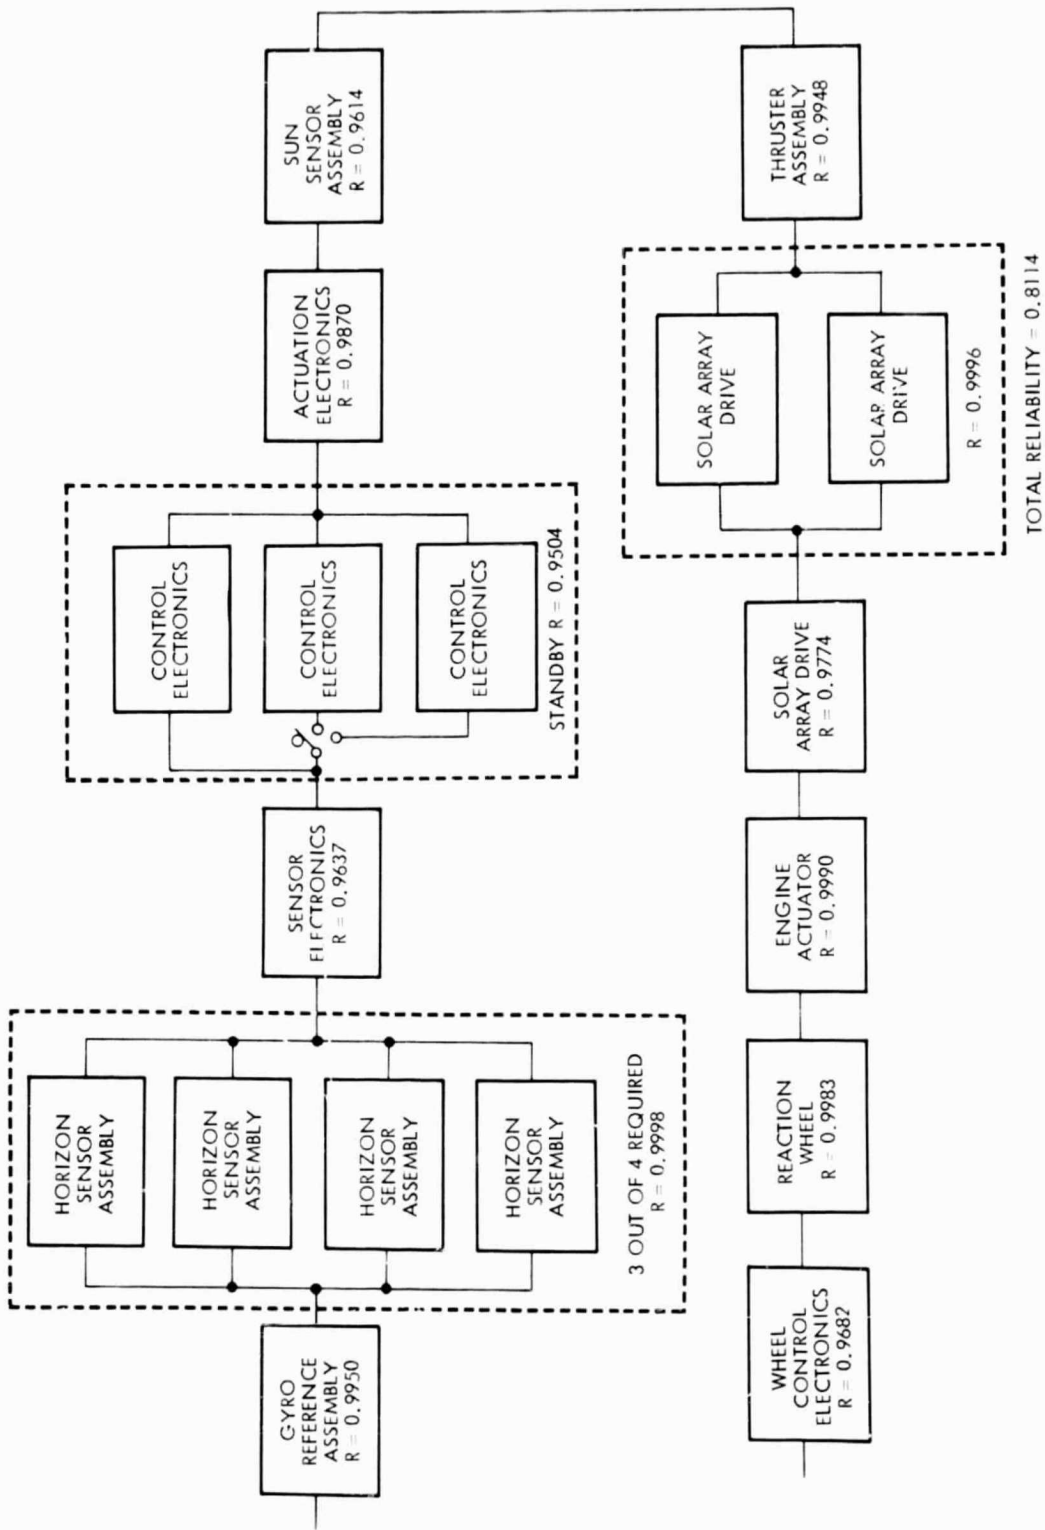 GYRO
REFERENCE
ASSEMBLY
R = 0.9950
HORIZON
SENSOR
ASSEMBLY
HORIZON
SENSOR
ASSEMBLY
HORIZON
SENSOR
ASSEMBLY
HORIZON
SENSOR
ASSEMBLY
3 OUT OF 4 REQUIRED
R = 0.9998
SENSOR
ELECTRONICS
R = 0.9637
CONTROL
ELECTRONICS
CONTROL
ELECTRONICS
CONTROL
ELECTRONICS
STANDBY R = 0.9504
ACTUATION
ELECTRONICS
R = 0.9870
SUN
SENSOR
ASSEMBLY
R = 0.9614
WHEEL
CONTROL
ELECTRONICS
R = 0.9682
REACTION
WHEEL
R = 0.9983
ENGINE
ACTUATOR
R = 0.9990
SOLAR
ARRAY DRIVE
R = 0.9774
SOLAR ARRAY
DRIVE
SOLAR ARRAY
DRIVE
R = 0.9996
THRUSTER
ASSEMBLY
R = 0.9948
TOTAL RELIABILITY = 0.8114